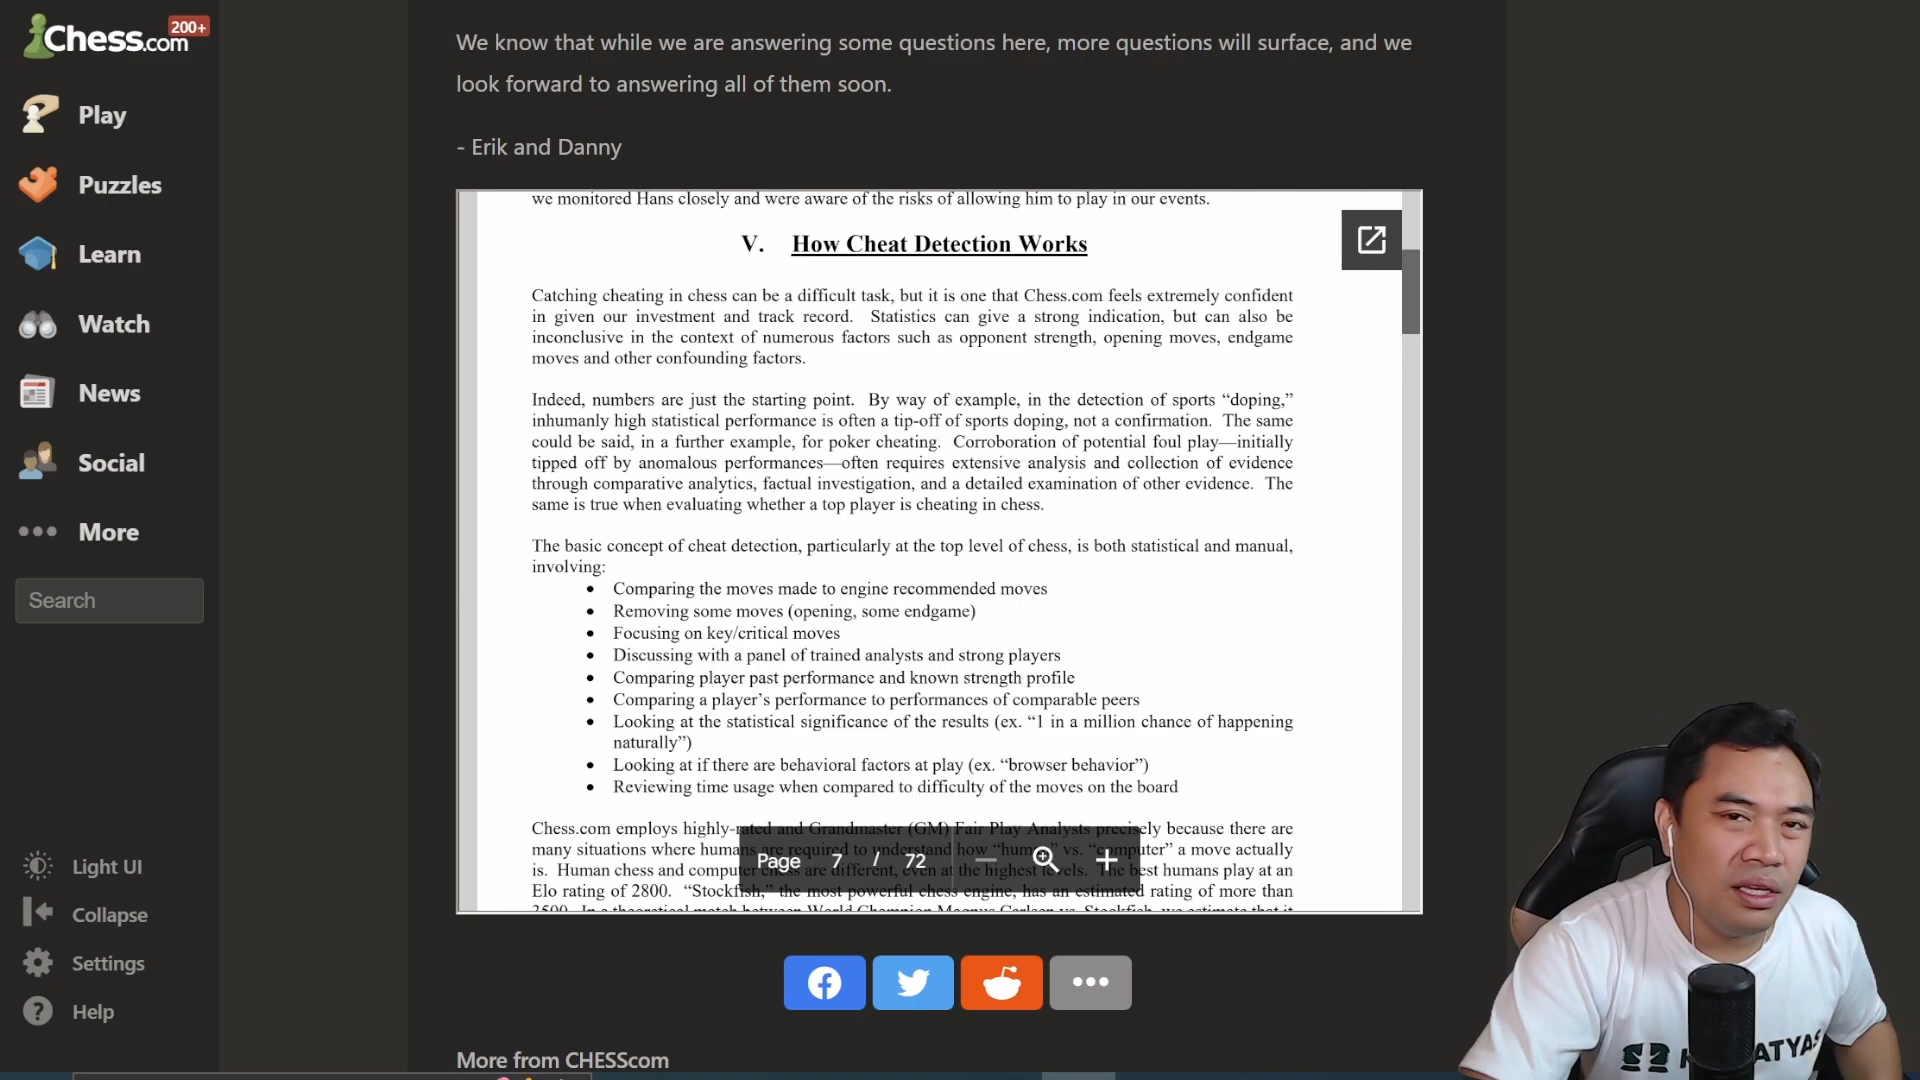 Chess.com
200+
Play
Puzzles
Learn
Watch
News
Social
More
Search
Light UI
Collapse
Settings
Help
We know that while we are answering some questions here, more questions will surface, and we
look forward to answering all of them soon.
- Erik and Danny
we monitored Hans closely and were aware of the risks of allowing him to play in our events.
V. How Cheat Detection Works
Catching cheating in chess can be a difficult task, but it is one that Chess.com feels extremely confident
in given our investment and track record. Statistics can give a strong indication, but can also be
inconclusive in the context of numerous factors such as opponent strength, opening moves, endgame
moves and other confounding factors.
Indeed, numbers are just the starting point. By way of example, in the detection of sports “doping,”
inhumanly high statistical performance is often a tip-off of sports doping, not a confirmation. The same
could be said, in a further example, for poker cheating. Corroboration of potential foul play—initially
tipped off by anomalous performances—often requires extensive analysis and collection of evidence
through comparative analytics, factual investigation, and a detailed examination of other evidence. The
same is true when evaluating whether a top player is cheating in chess.
The basic concept of cheat detection, particularly at the top level of chess, is both statistical and manual,
involving:
• Comparing the moves made to engine recommended moves
• Removing some moves (opening, some endgame)
• Focusing on key/critical moves
• Discussing with a panel of trained analysts and strong players
• Comparing player past performance and known strength profile
• Comparing a player’s performance to performances of comparable peers
• Looking at the statistical significance of the results (ex. “1 in a million chance of happening
naturally”)
• Looking at if there are behavioral factors at play (ex. “browser behavior”)
• Reviewing time usage when compared to difficulty of the moves on the board
Chess.com employs highly-rated and Grandmaster (GM) Fair Play Analysts precisely because there are
many situations where humans are required to understand how “human” vs. “computer” a move actually
is. Human chess and computer chess are different, even at the highest levels. The best humans play at an
Elo rating of 2800. “Stockfish,” the most powerful chess engine, has an estimated rating of more than
3500. In a theoretical match between World Champion Magnus Carlsen vs. Stockfish, we estimate that it
Page 7 / 72
More from CHESScom
ATYAS